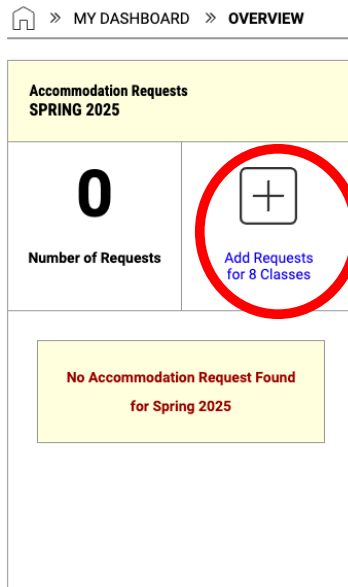 » MY DASHBOARD » OVERVIEW
Accommodation Requests
SPRING 2025
0
Number of Requests
Add Requests
for 8 Classes
No Accommodation Request Found
for Spring 2025